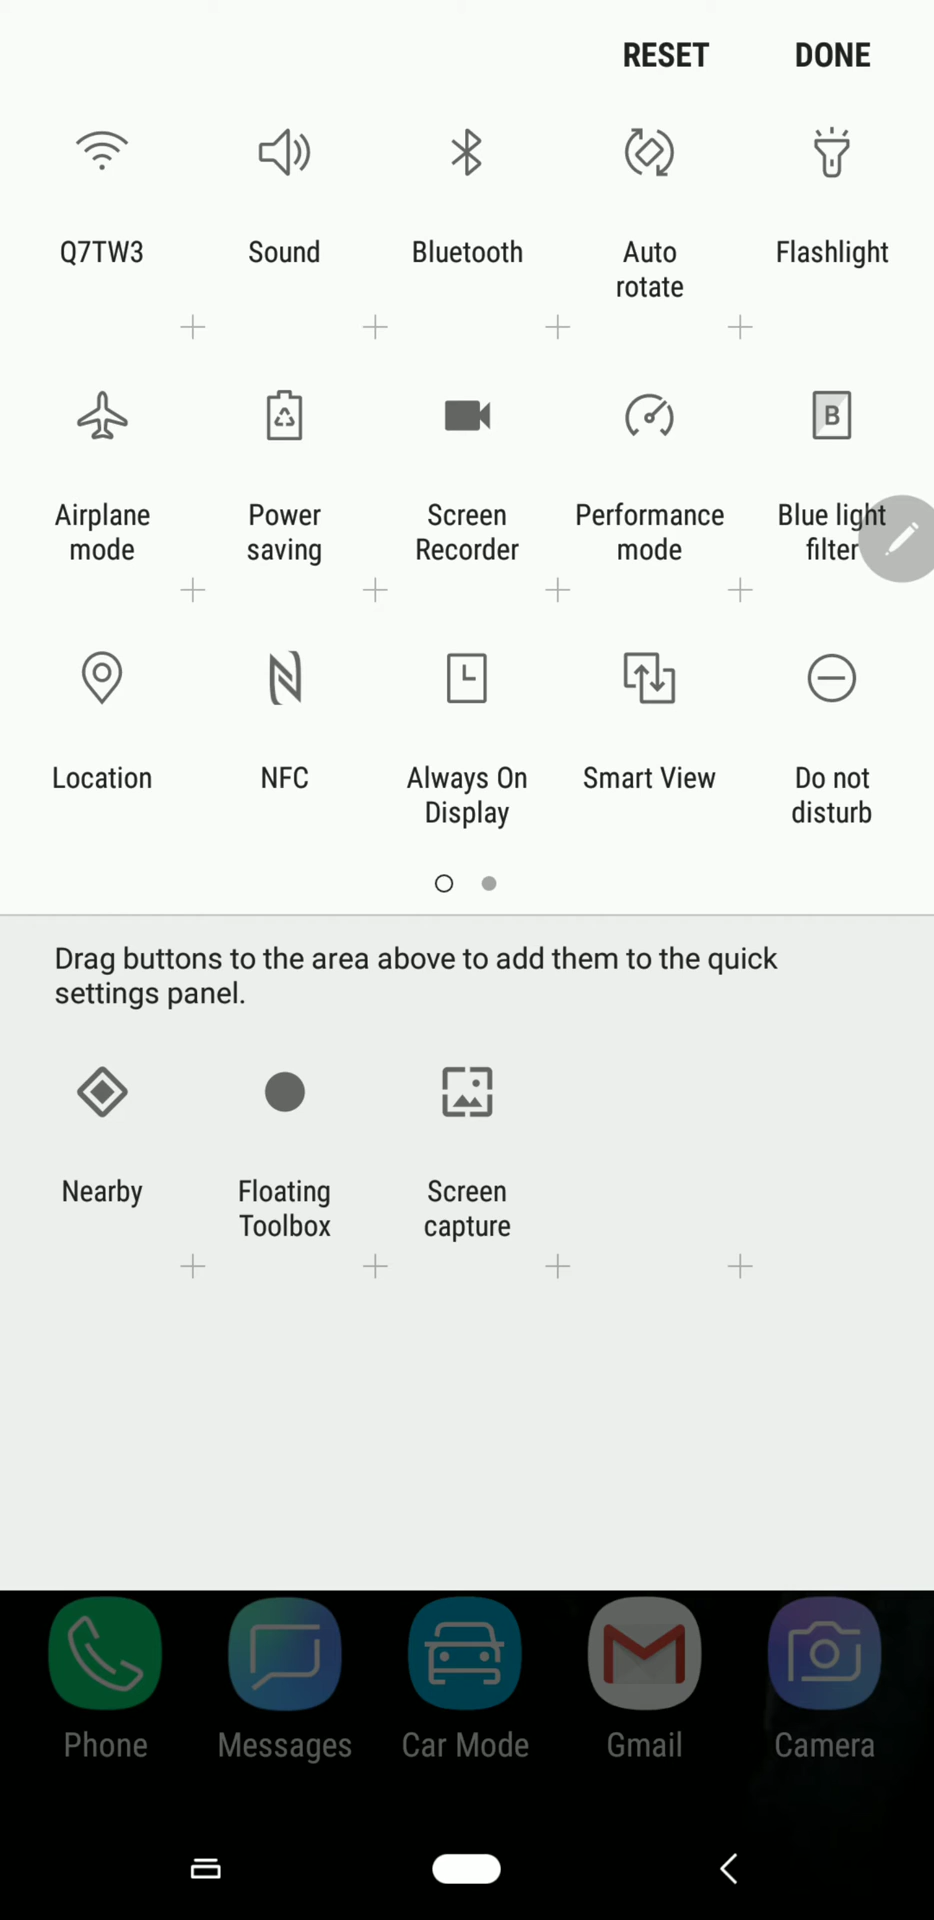 RESET DONE
Q7TW3 Sound Bluetooth Auto rotate Flashlight
Airplane mode Power saving Screen Recorder Performance mode B Blue light filter
Location NFC Always On Display Smart View Do not disturb
Drag buttons to the area above to add them to the quick
settings panel.
Nearby Floating Toolbox Screen capture
Phone Messages Car Mode Gmail Camera